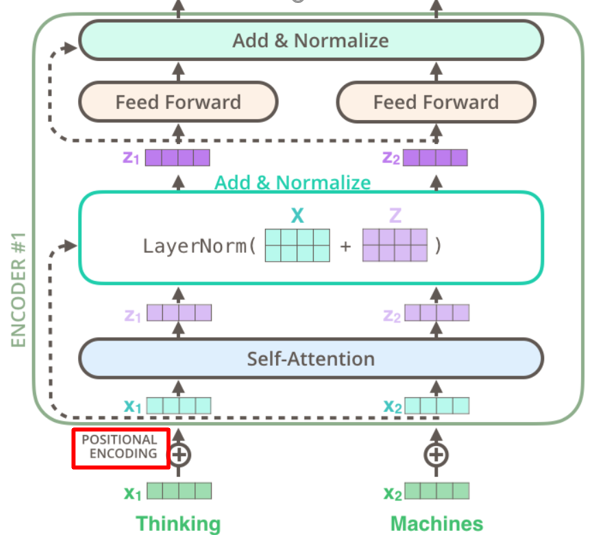 Add & Normalize
Feed Forward
Feed Forward
z₁
z₂
Add & Normalize
X
Z
LayerNorm(
+
)
ENCODER #1
z₁
z₂
Self-Attention
x₁
x₂
POSITIONAL
ENCODING
+
+
x₁
x₂
Thinking
Machines